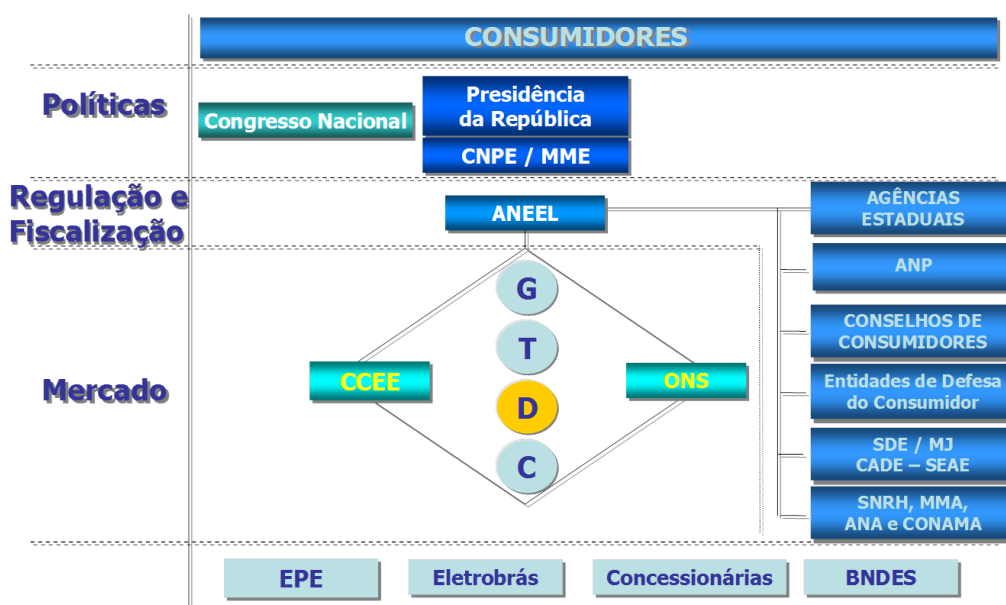 CONSUMIDORES
Políticas
Congresso Nacional
Presidência
da República
CNPE / MME
Regulação e
Fiscalização
ANEEL
AGÊNCIAS
ESTADUAIS
ANP
CONSELHOS DE
CONSUMIDORES
Entidades de Defesa
do Consumidor
SDE / MJ
CADE – SEAE
SNRH, MMA,
ANA e CONAMA
Mercado
G
T
D
C
CCEE
ONS
EPE
Eletrobrás
Concessionárias
BNDES